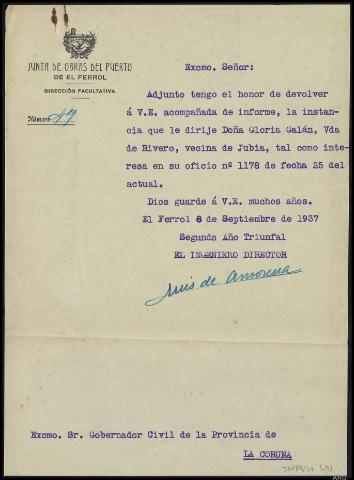 JUNTA DE OBRAS DEL PUERTO
DE EL FERROL
DIRECCIÓN FACULTATIVA
Número 47
Excmo. Señor:
Adjunto tengo el honor de devolver
á V.E. acompañada de informe, la instan-
cia que le dirije Doña Gloria Galán, Vda
de Rivero, vecina de Jubia, tal como inte-
resa en su oficio nº 1178 de fecha 25 del
actual.
Dios guarde á V.E. muchos años.
El Ferrol 6 de Septiembre de 1937
Segundo Año Triunfal
EL INGENIERO DIRECTOR
Luis de
Excmo. Sr. Gobernador Civil de la Provincia de
LA CORUNA